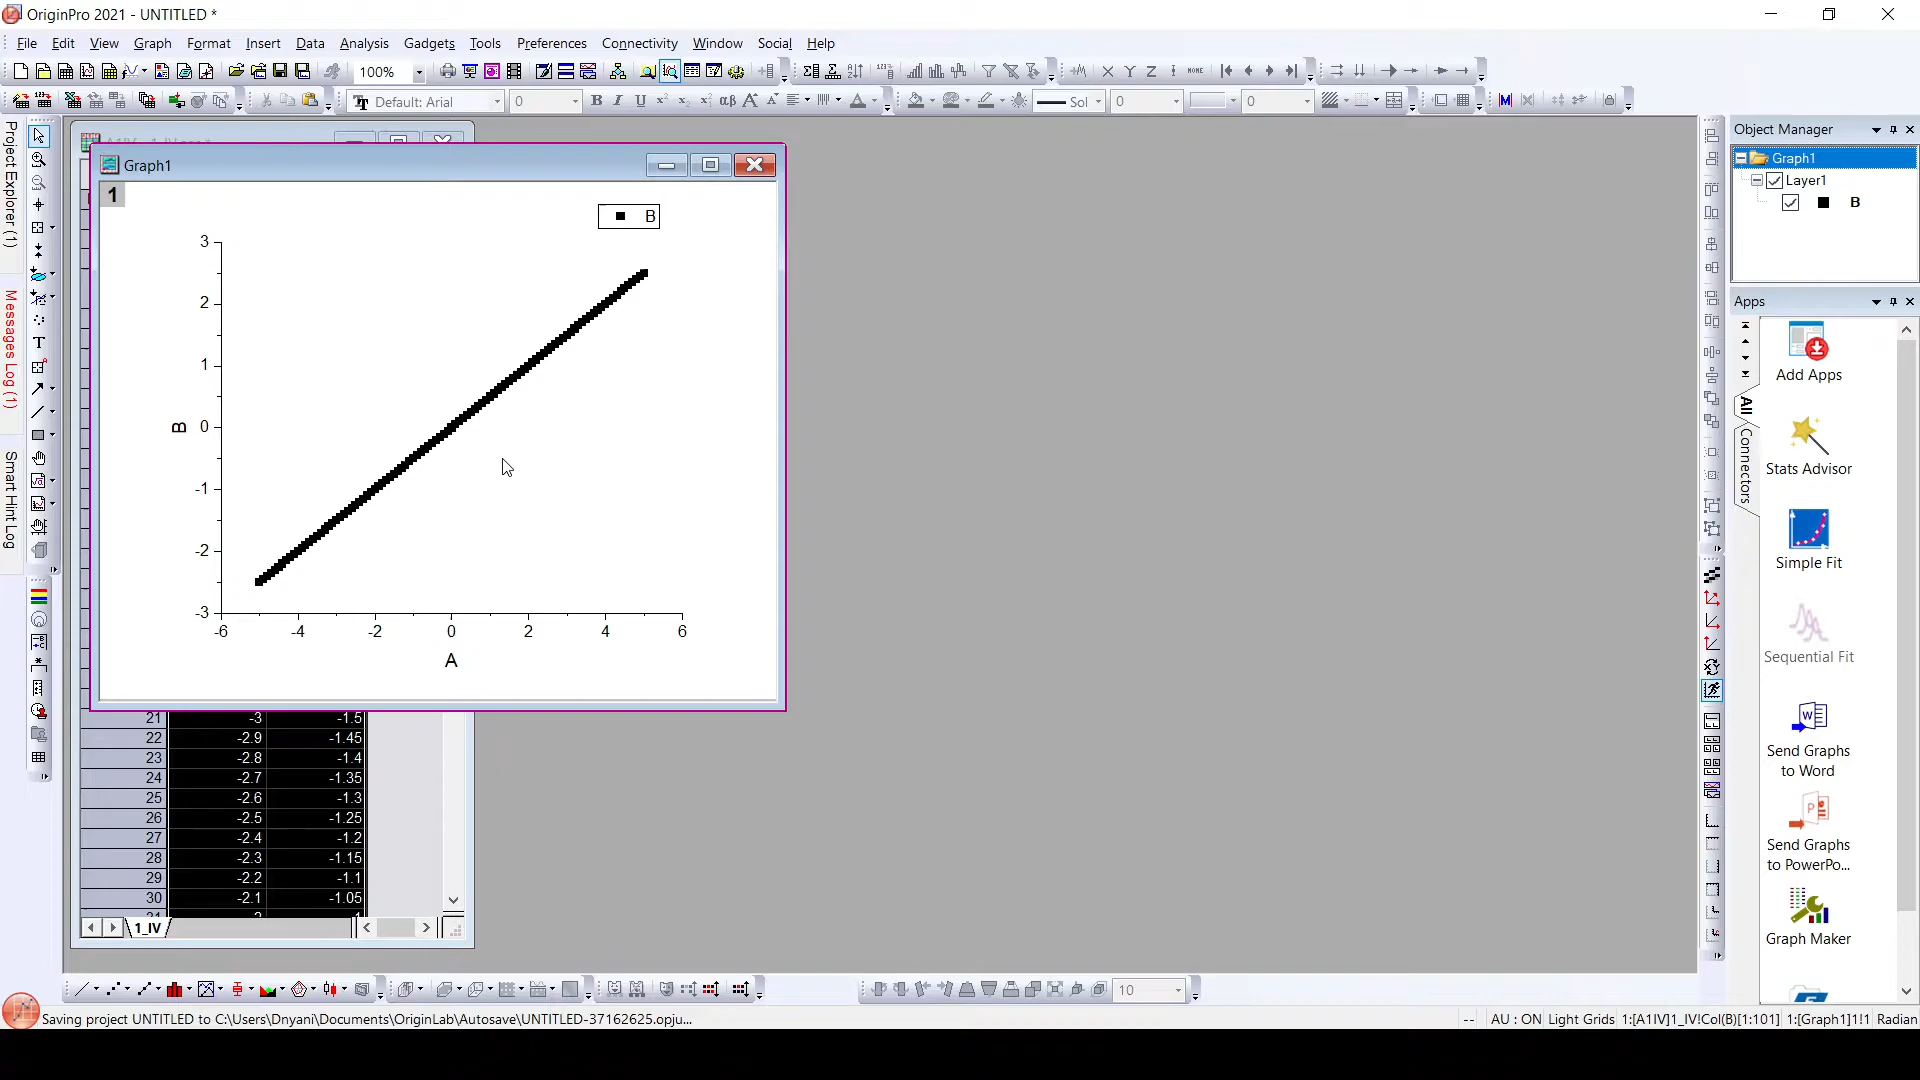 OriginPro 2021 - UNTITLED *
File Edit View Graph Format Insert Data Analysis Gadgets Tools Preferences Connectivity Window Social Help
100%
Default: Arial 0 B I U Sol 0 0
Project Explorer (1)
Messages Log (1)
Smart Hint Log
Graph1
1
B
3
2
1
0
-1
-2
-3
B
-6 -4 -2 0 2 4 6
A
21 -3 -1.5
22 -2.9 -1.45
23 -2.8 -1.4
24 -2.7 -1.35
25 -2.6 -1.3
26 -2.5 -1.25
27 -2.4 -1.2
28 -2.3 -1.15
29 -2.2 -1.1
30 -2.1 -1.05
1_IV
Object Manager
Graph1
Layer1
B
Apps
All
Connectors
Add Apps
Stats Advisor
Simple Fit
Sequential Fit
Send Graphs
to Word
Send Graphs
to PowerPo...
Graph Maker
10
Saving project UNTITLED to C:\Users\Dnyani\Documents\OriginLab\Autosave\UNTITLED-37162625.opju...
-- AU : ON Light Grids 1:[A1IV]1_IV!Col(B)[1:101] 1:[Graph1]1!1 Radian